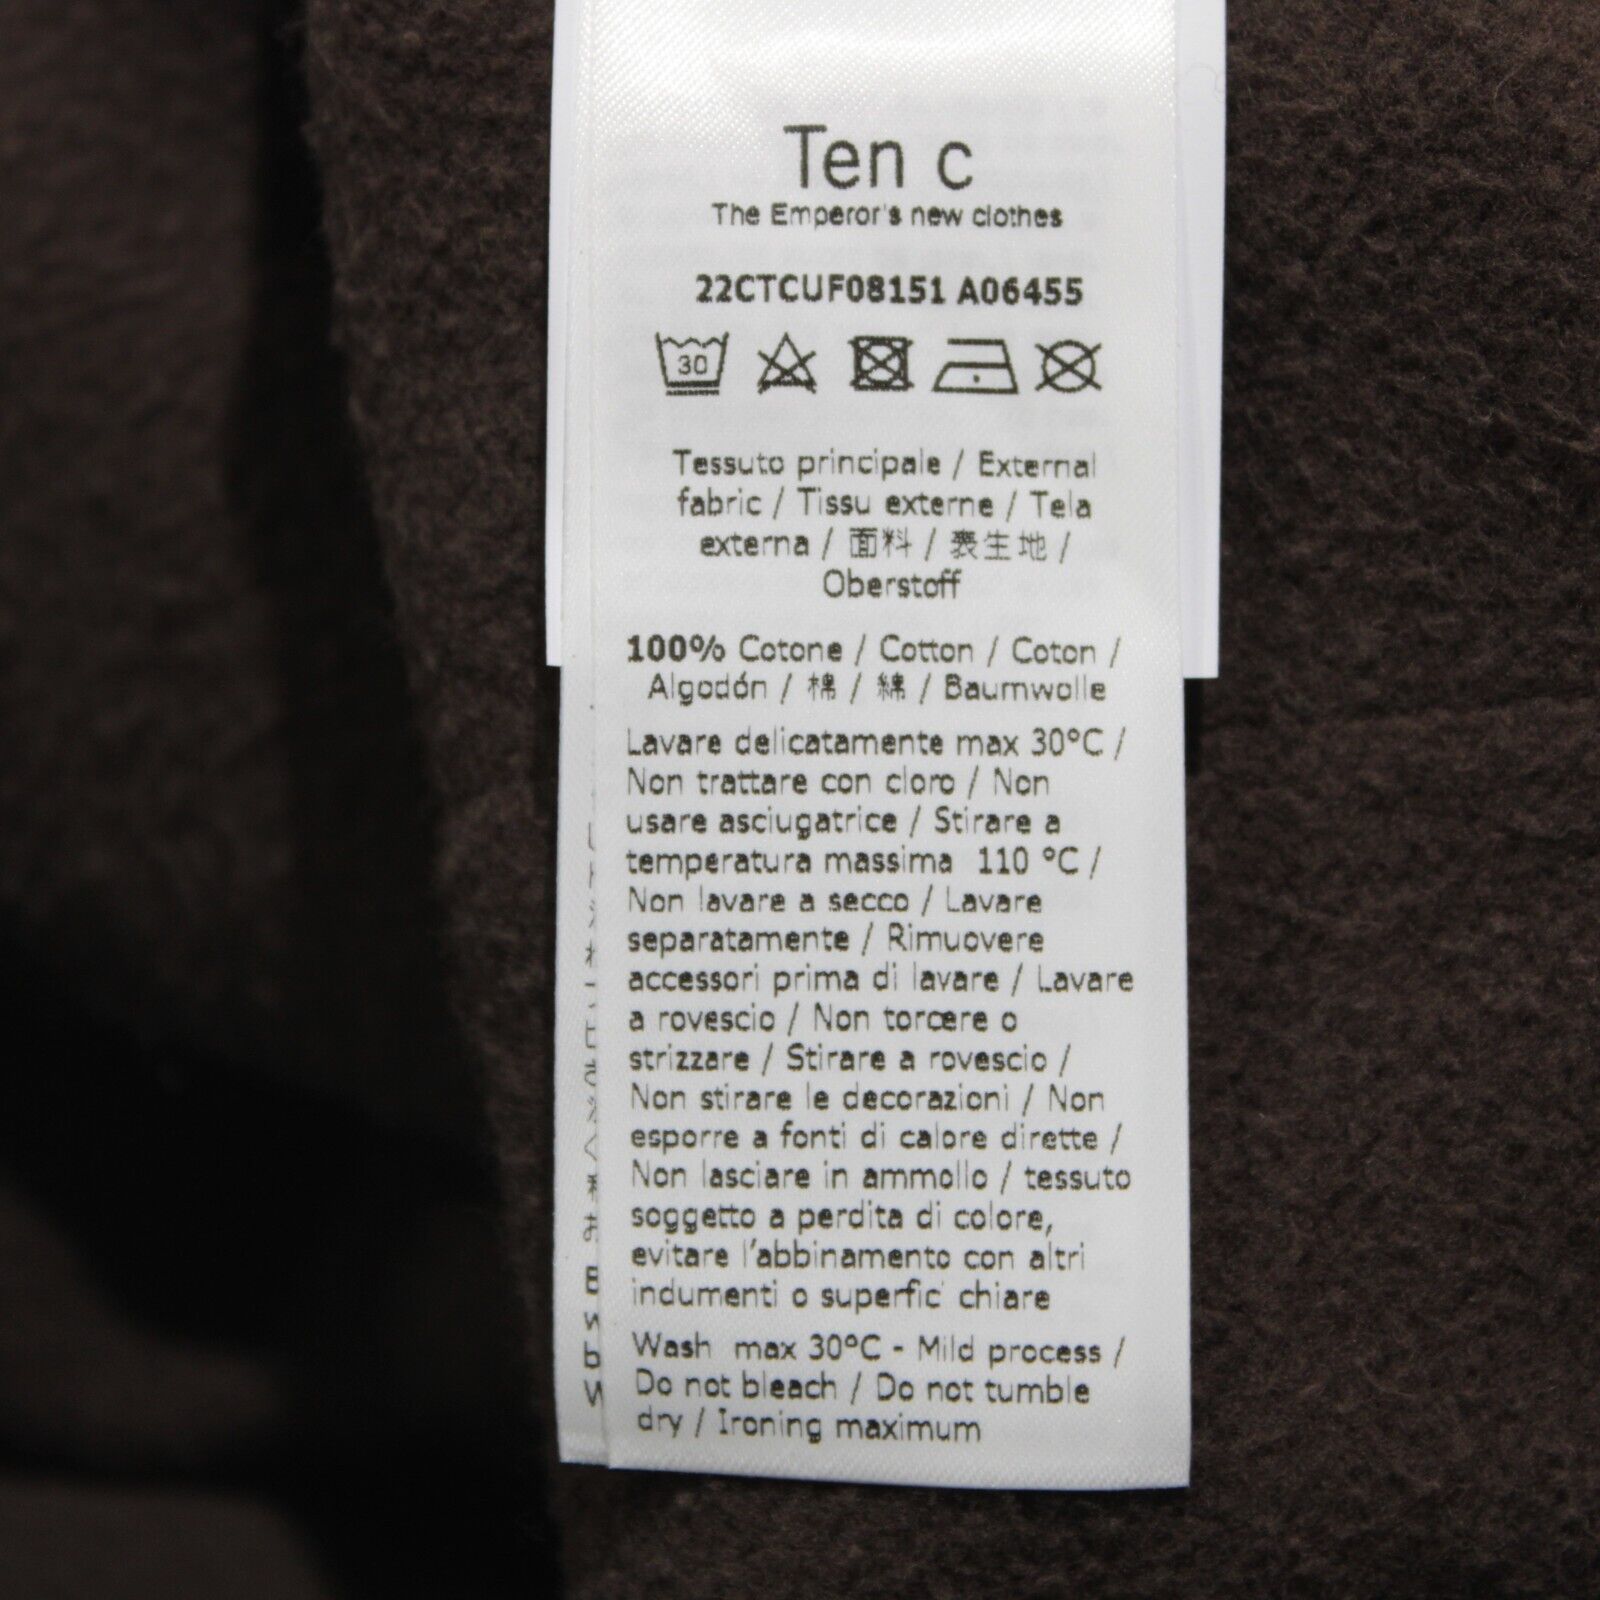 Ten c
The Emperor's new clothes
22CTCUF08151 A06455
30
Tessuto principale / External
fabric / Tissu externe / Tela
externa / 面料 / 表生地 /
Oberstoff
100% Cotone / Cotton / Coton /
Algodón / 棉 / 綿 / Baumwolle
Lavare delicatamente max 30°C /
Non trattare con cloro / Non
usare asciugatrice / Stirare a
temperatura massima 110 °C /
Non lavare a secco / Lavare
separatamente / Rimuovere
accessori prima di lavare / Lavare
a rovescio / Non torcere o
strizzare / Stirare a rovescio /
Non stirare le decorazioni / Non
esporre a fonti di calore dirette /
Non lasciare in ammollo / tessuto
soggetto a perdita di colore,
evitare l'abbinamento con altri
indumenti o superfic chiare
Wash max 30°C - Mild process /
Do not bleach / Do not tumble
dry / Ironing maximum